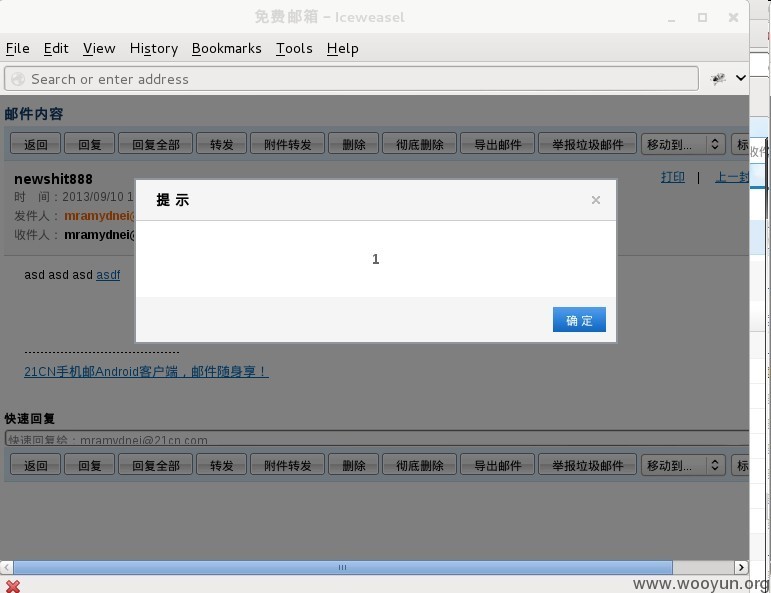 免费邮箱 - Iceweasel
File Edit View History Bookmarks Tools Help
Search or enter address
邮件内容
返回 回复 回复全部 转发 附件转发 删除 彻底删除 导出邮件 举报垃圾邮件 移动到... 标
收件
newshit888
打印 | 上一封
时 间：2013/09/10 1
发件人：mramydnei@
收件人：mramydnei@
提 示
×
1
确 定
asd asd asd asdf
----------------------------------------
21CN手机邮Android客户端，邮件随身享！
快速回复
快速回复给：mramydnei@21cn.com
返回 回复 回复全部 转发 附件转发 删除 彻底删除 导出邮件 举报垃圾邮件 移动到... 标
www.wooyun.org